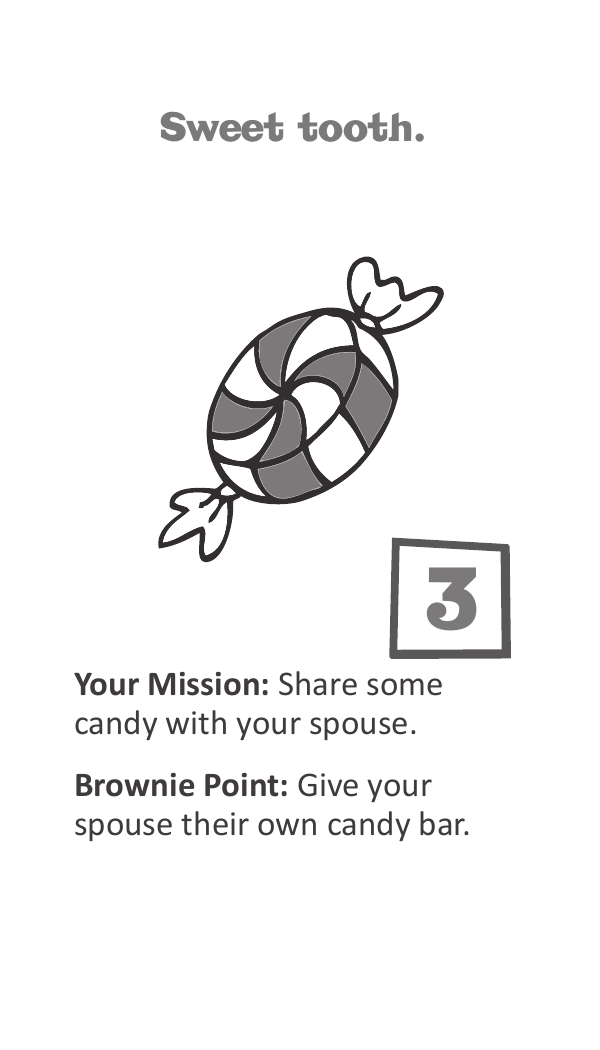 Sweet tooth.
3
Your Mission: Share some
candy with your spouse.
Brownie Point: Give your
spouse their own candy bar.